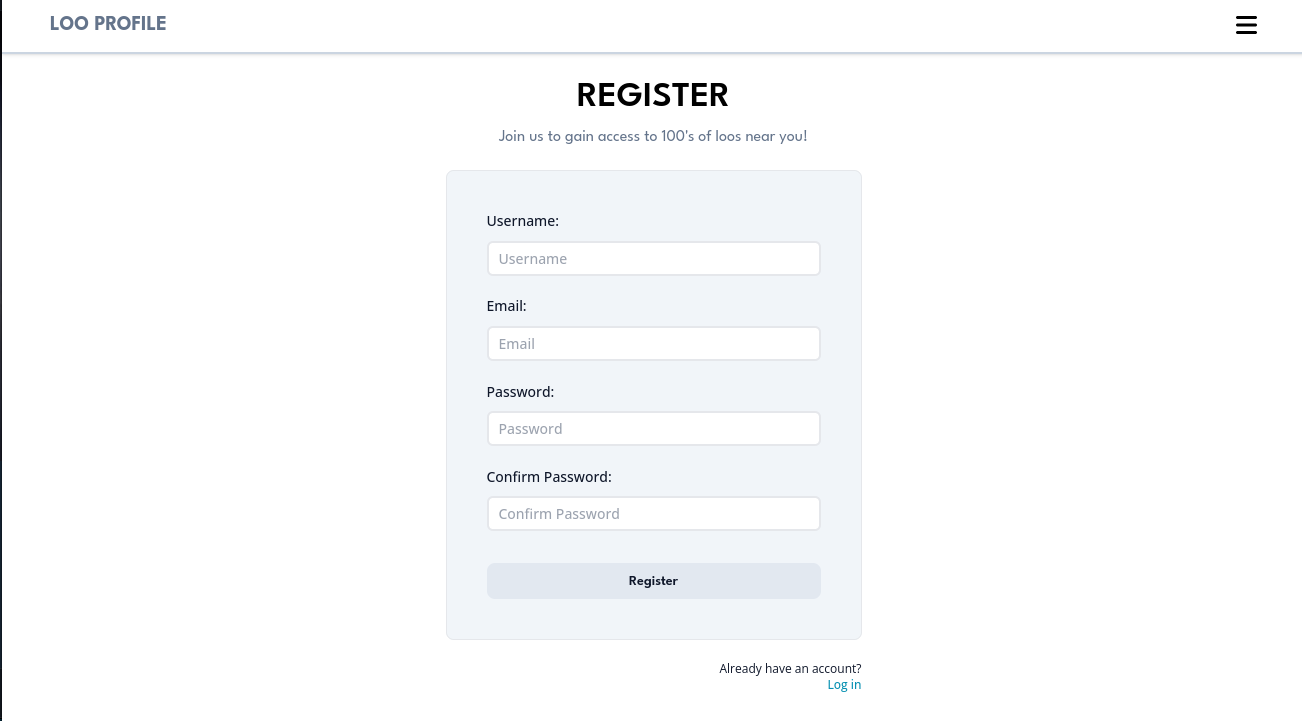 LOO PROFILE
REGISTER
Join us to gain access to 100's of loos near you!
Username:
Username
Email:
Email
Password:
Password
Confirm Password:
Confirm Password
Register
Already have an account?
Log in